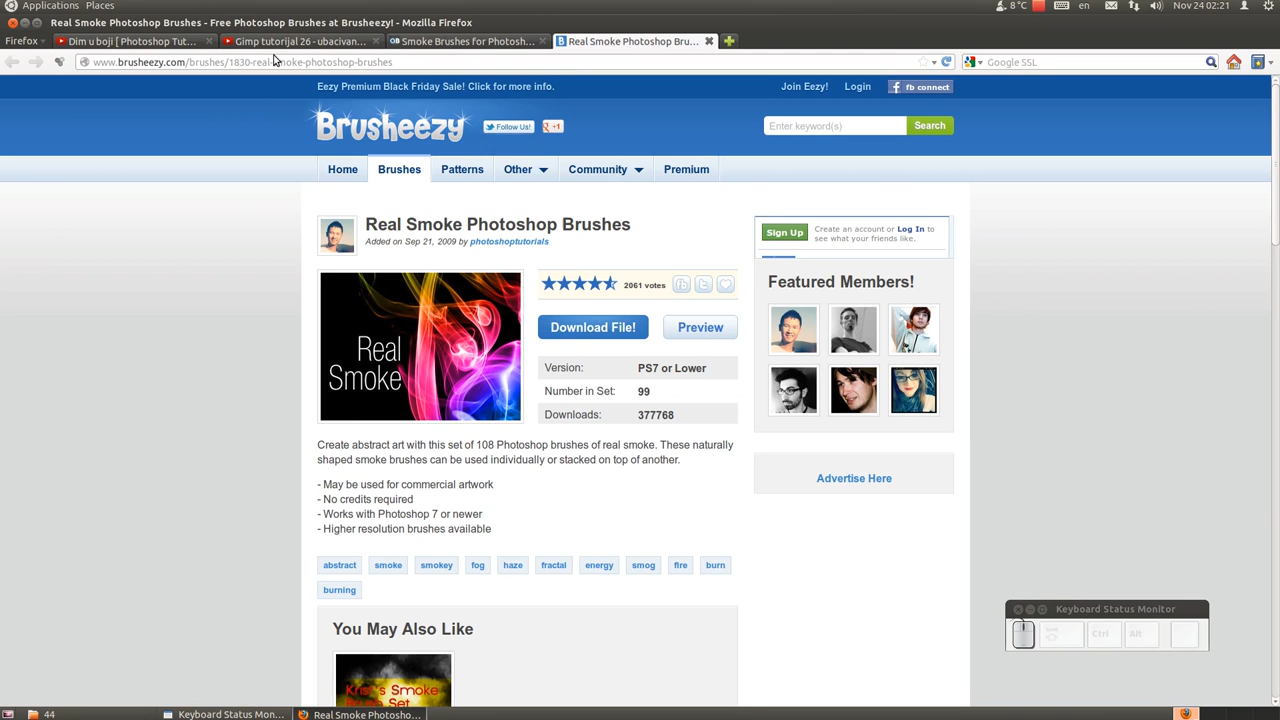 Applications Places
8 °C
en
Nov 24 02:21
Real Smoke Photoshop Brushes - Free Photoshop Brushes at Brusheezy! - Mozilla Firefox
Firefox
Dim u boji [ Photoshop Tut...
Gimp tutorijal 26 - ubacivan...
Smoke Brushes for Photosh...
Real Smoke Photoshop Bru...
www.brusheezy.com/brushes/1830-real-smoke-photoshop-brushes
Google SSL
Eezy Premium Black Friday Sale! Click for more info.
Join Eezy!
Login
fb connect
Brusheezy
Follow Us!
+1
Enter keyword(s)
Search
Home
Brushes
Patterns
Other
Community
Premium
Real Smoke Photoshop Brushes
Added on Sep 21, 2009 by photoshoptutorials
Real
Smoke
2061 votes
Download File!
Preview
Version: PS7 or Lower
Number in Set: 99
Downloads: 377768
Create abstract art with this set of 108 Photoshop brushes of real smoke. These naturally
shaped smoke brushes can be used individually or stacked on top of another.
- May be used for commercial artwork
- No credits required
- Works with Photoshop 7 or newer
- Higher resolution brushes available
abstract
smoke
smokey
fog
haze
fractal
energy
smog
fire
burn
burning
You May Also Like
Kristi's Smoke
Brush Set
Sign Up
Create an account or Log In to
see what your friends like.
Featured Members!
Advertise Here
Keyboard Status Monitor
Ctrl
Alt
44
Keyboard Status Mon...
Real Smoke Photosho...